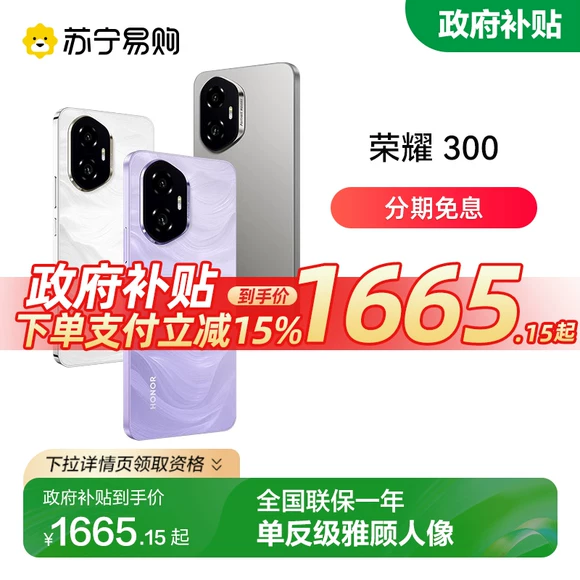 苏宁易购
政府补贴
荣耀 300
分期免息
政府补贴
下单支付立减15%
到手价
1665.15起
HONOR
下拉详情页领取资格
政府补贴到手价
¥1665.15 起
全国联保一年
单反级雅顾人像